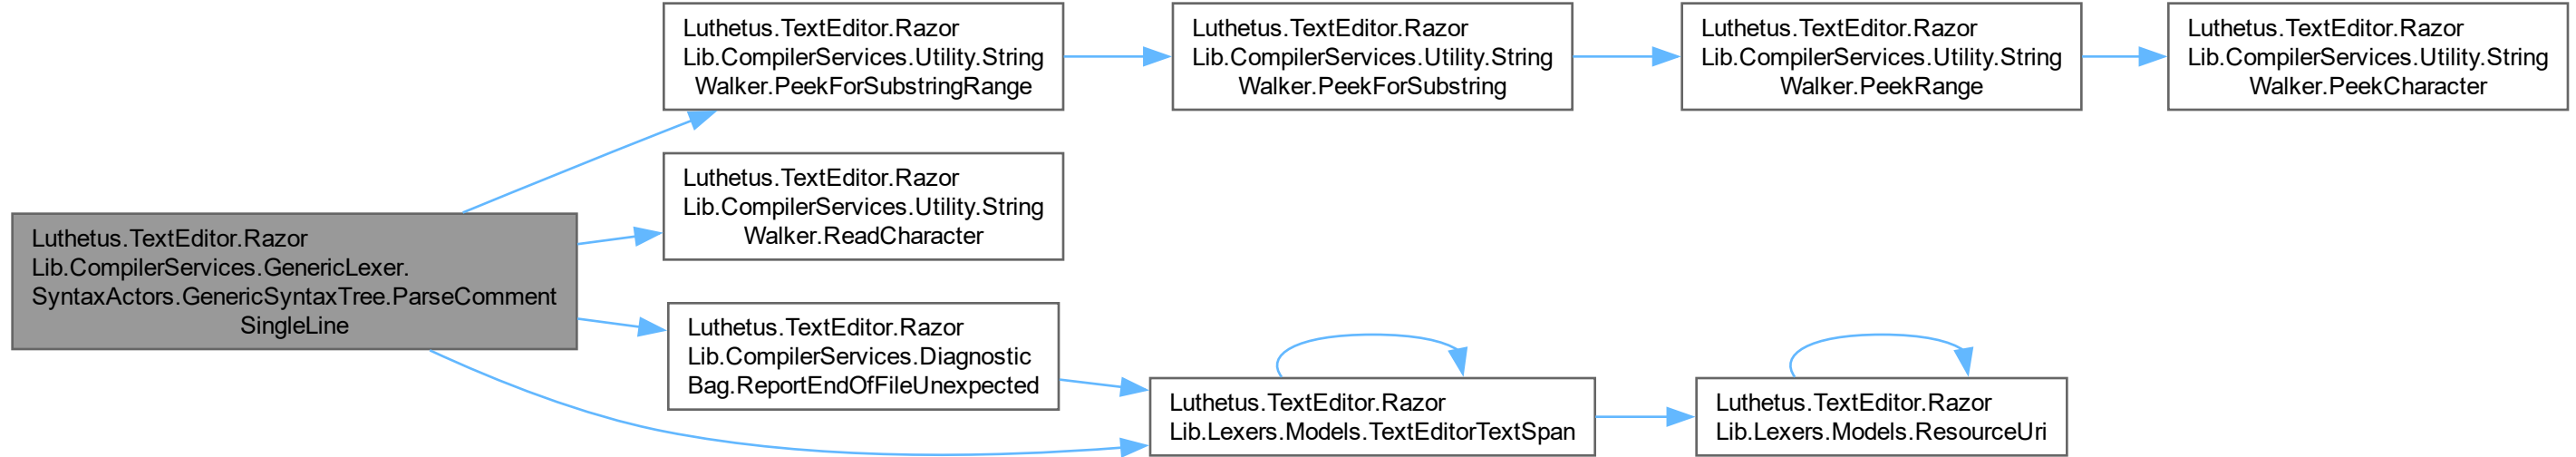 Luthetus.TextEditor.Razor
Lib.CompilerServices.GenericLexer.
SyntaxActors.GenericSyntaxTree.ParseComment
SingleLine
Luthetus.TextEditor.Razor
Lib.CompilerServices.Utility.String
Walker.PeekForSubstringRange
Luthetus.TextEditor.Razor
Lib.CompilerServices.Utility.String
Walker.PeekForSubstring
Luthetus.TextEditor.Razor
Lib.CompilerServices.Utility.String
Walker.PeekRange
Luthetus.TextEditor.Razor
Lib.CompilerServices.Utility.String
Walker.PeekCharacter
Luthetus.TextEditor.Razor
Lib.CompilerServices.Utility.String
Walker.ReadCharacter
Luthetus.TextEditor.Razor
Lib.CompilerServices.Diagnostic
Bag.ReportEndOfFileUnexpected
Luthetus.TextEditor.Razor
Lib.Lexers.Models.TextEditorTextSpan
Luthetus.TextEditor.Razor
Lib.Lexers.Models.ResourceUri